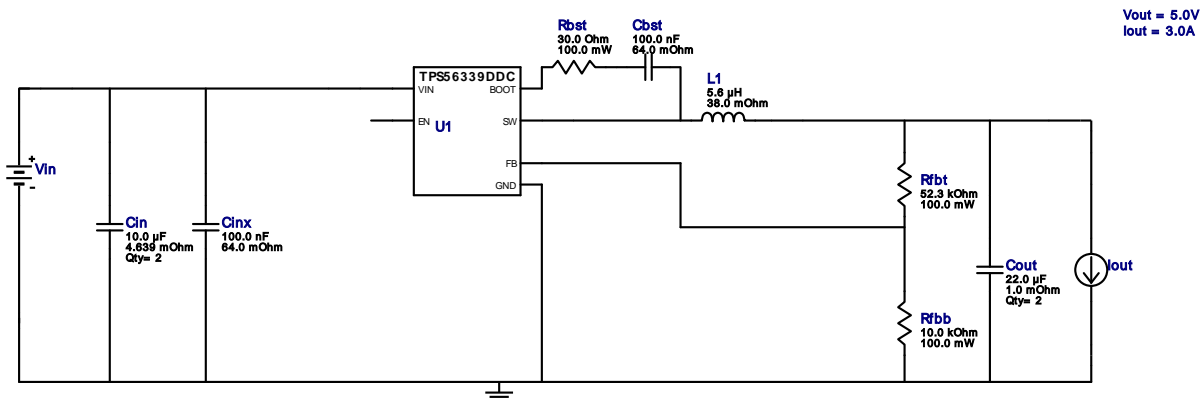 Vout = 5.0V
Iout = 3.0A
Rbst
30.0 Ohm
100.0 mW
Cbst
100.0 nF
64.0 mOhm
TPS56339DDC
VIN
BOOT
EN
U1
SW
FB
GND
L1
5.6 µH
38.0 mOhm
+
Vin
-
Cin
10.0 µF
4.639 mOhm
Qty= 2
Cinx
100.0 nF
64.0 mOhm
Rfbt
52.3 kOhm
100.0 mW
Cout
22.0 µF
1.0 mOhm
Qty= 2
Iout
Rfbb
10.0 kOhm
100.0 mW